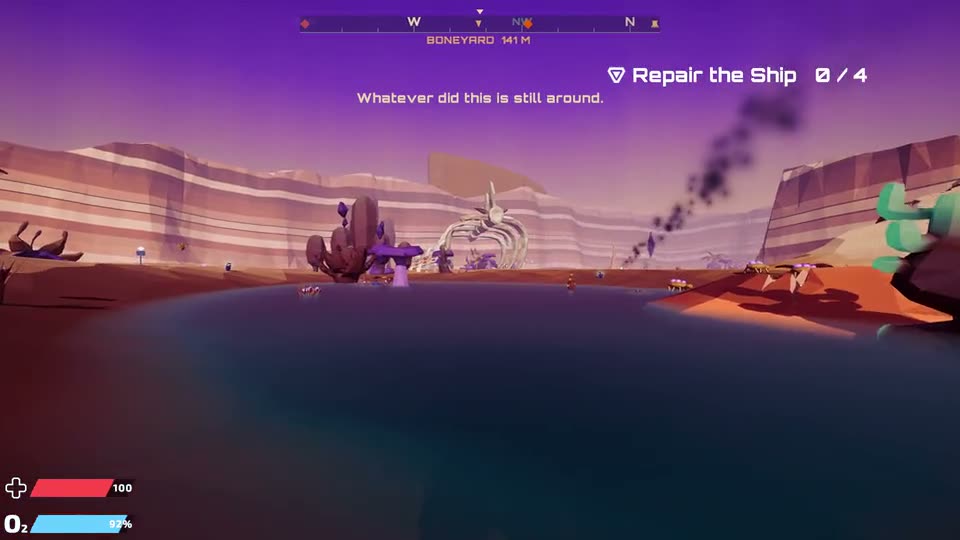 W NW N
BONEYARD 141 M
Repair the Ship 0 / 4
Whatever did this is still around.
100
O2 92%